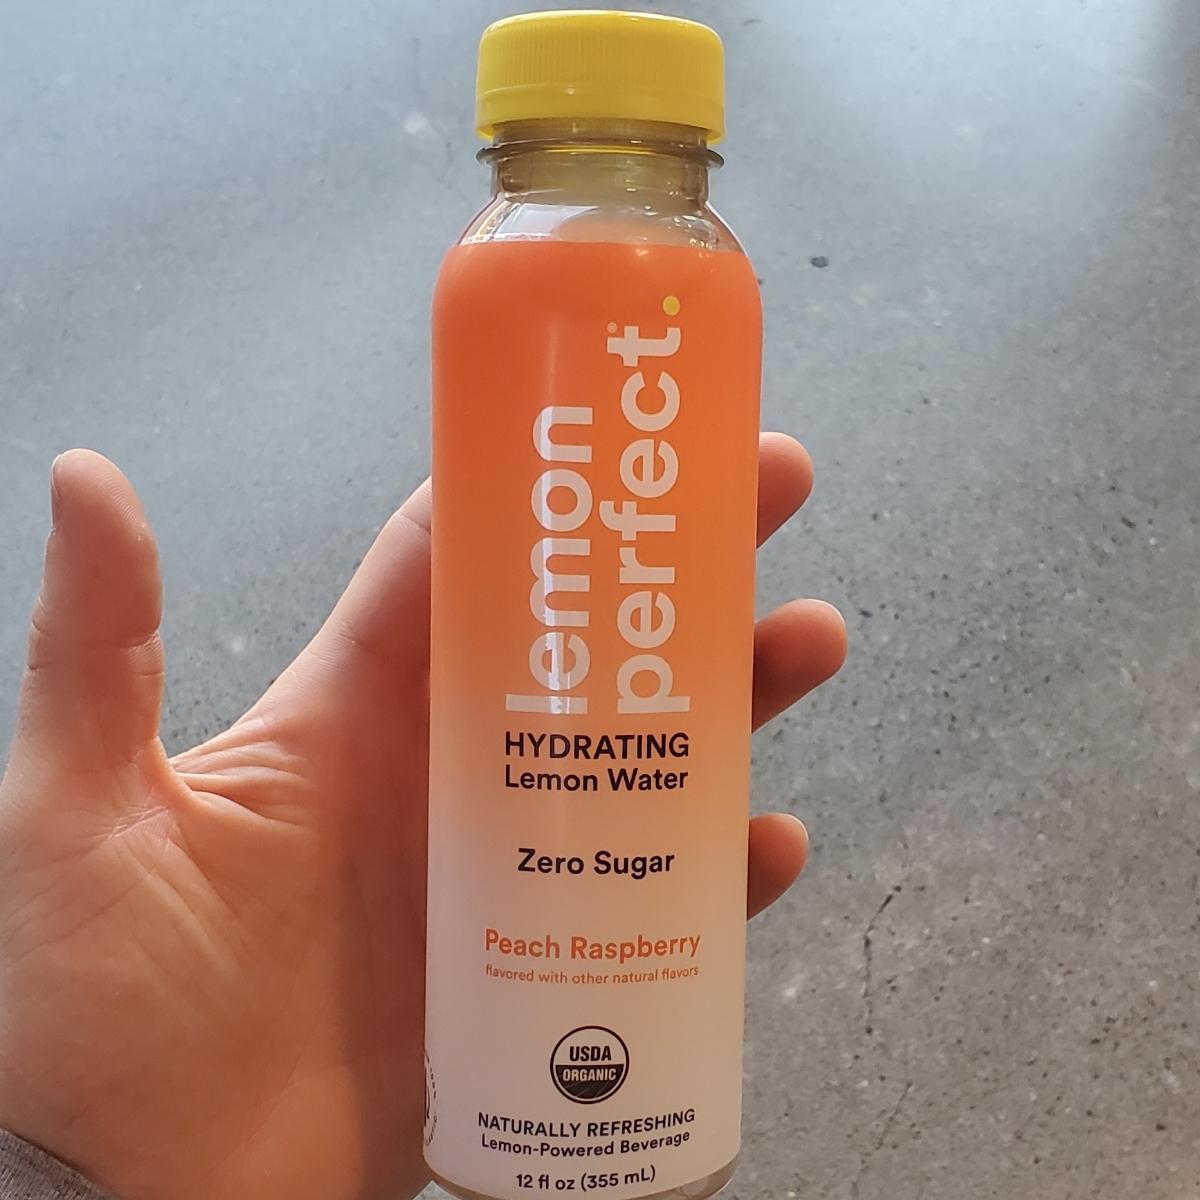 lemon
perfect.
®
HYDRATING
Lemon Water
Zero Sugar
Peach Raspberry
flavored with other natural flavors
USDA
ORGANIC
NATURALLY REFRESHING
Lemon-Powered Beverage
12 fl oz (355 mL)